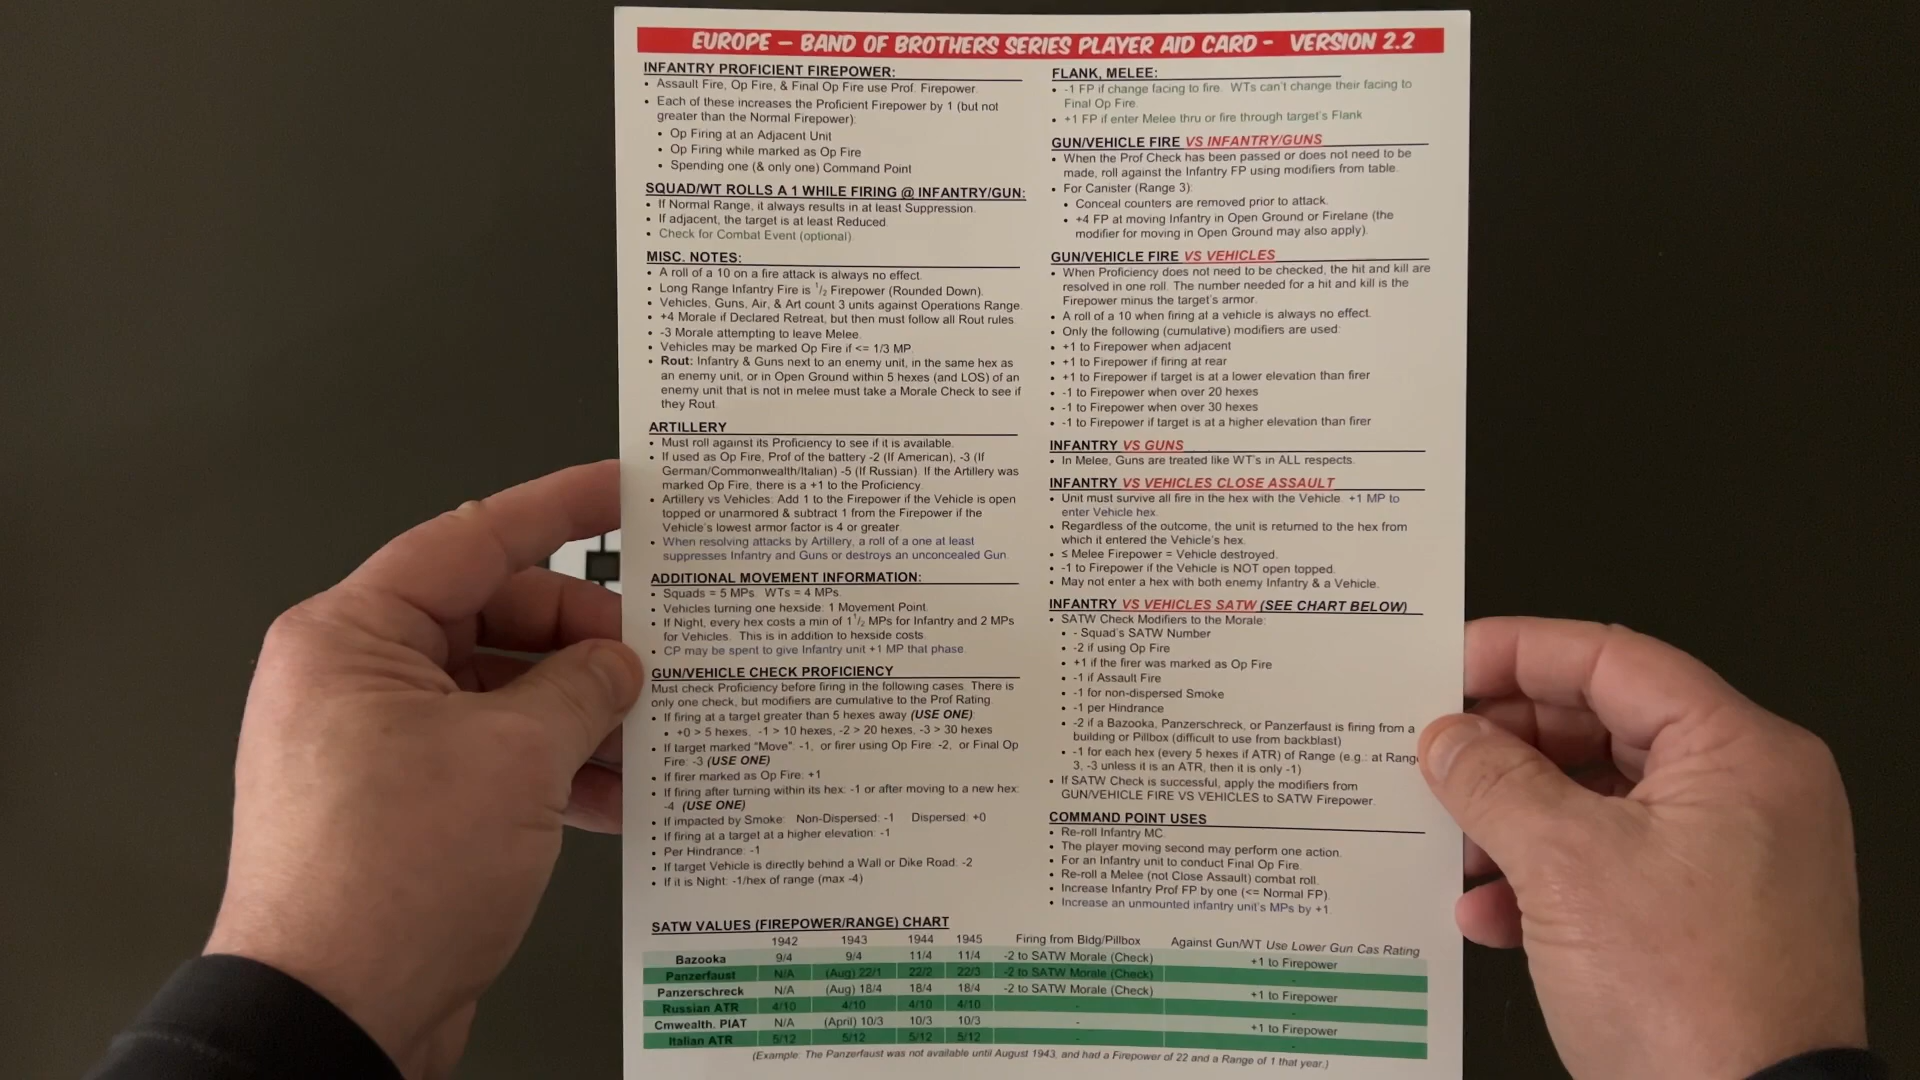 EUROPE – BAND OF BROTHERS SERIES PLAYER AID CARD - VERSION 2.2
INFANTRY PROFICIENT FIREPOWER:
• Assault Fire, Op Fire, & Final Op Fire use Prof. Firepower.
• Each of these increases the Proficient Firepower by 1 (but not
greater than the Normal Firepower):
• Op Firing at an Adjacent Unit
• Op Firing while marked as Op Fire
• Spending one (& only one) Command Point
SQUAD/WT ROLLS A 1 WHILE FIRING @ INFANTRY/GUN:
• If Normal Range, it always results in at least Suppression.
• If adjacent, the target is at least Reduced.
• Check for Combat Event (optional).
MISC. NOTES:
• A roll of a 10 on a fire attack is always no effect.
• Long Range Infantry Fire is 1/2 Firepower (Rounded Down).
• Vehicles, Guns, Air, & Art count 3 units against Operations Range.
• +4 Morale if Declared Retreat, but then must follow all Rout rules.
• -3 Morale attempting to leave Melee.
• Vehicles may be marked Op Fire if <= 1/3 MP.
• Rout: Infantry & Guns next to an enemy unit, in the same hex as
an enemy unit, or in Open Ground within 5 hexes (and LOS) of an
enemy unit that is not in melee must take a Morale Check to see if
they Rout.
ARTILLERY
• Must roll against its Proficiency to see if it is available.
• If used as Op Fire, Prof of the battery -2 (If American), -3 (If
German/Commonwealth/Italian) -5 (If Russian). If the Artillery was
marked Op Fire, there is a +1 to the Proficiency.
• Artillery vs Vehicles: Add 1 to the Firepower if the Vehicle is open
topped or unarmored & subtract 1 from the Firepower if the
Vehicle's lowest armor factor is 4 or greater.
• When resolving attacks by Artillery, a roll of a one at least
suppresses Infantry and Guns or destroys an unconcealed Gun.
ADDITIONAL MOVEMENT INFORMATION:
• Squads = 5 MPs. WTs = 4 MPs.
• Vehicles turning one hexside: 1 Movement Point.
• If Night, every hex costs a min of 1 1/2 MPs for Infantry and 2 MPs
for Vehicles. This is in addition to hexside costs.
• CP may be spent to give Infantry unit +1 MP that phase.
GUN/VEHICLE CHECK PROFICIENCY
Must check Proficiency before firing in the following cases. There is
only one check, but modifiers are cumulative to the Prof Rating.
• If firing at a target greater than 5 hexes away (USE ONE):
• +0 > 5 hexes, -1 > 10 hexes, -2 > 20 hexes, -3 > 30 hexes
• If target marked "Move": -1, or firer using Op Fire: -2, or Final Op
Fire: -3 (USE ONE)
• If firer marked as Op Fire: +1
• If firing after turning within its hex: -1 or after moving to a new hex:
-4 (USE ONE)
• If impacted by Smoke: Non-Dispersed: -1 Dispersed: +0
• If firing at a target at a higher elevation: -1
• Per Hindrance: -1
• If target Vehicle is directly behind a Wall or Dike Road: -2
• If it is Night: -1/hex of range (max -4)
FLANK, MELEE:
• -1 FP if change facing to fire. WTs can't change their facing to
Final Op Fire.
• +1 FP if enter Melee thru or fire through target's Flank
GUN/VEHICLE FIRE VS INFANTRY/GUNS
• When the Prof Check has been passed or does not need to be
made, roll against the Infantry FP using modifiers from table.
• For Canister (Range 3):
• Conceal counters are removed prior to attack.
• +4 FP at moving Infantry in Open Ground or Firelane (the
modifier for moving in Open Ground may also apply).
GUN/VEHICLE FIRE VS VEHICLES
• When Proficiency does not need to be checked, the hit and kill are
resolved in one roll. The number needed for a hit and kill is the
Firepower minus the target's armor.
• A roll of a 10 when firing at a vehicle is always no effect.
• Only the following (cumulative) modifiers are used:
• +1 to Firepower when adjacent
• +1 to Firepower if firing at rear
• +1 to Firepower if target is at a lower elevation than firer
• -1 to Firepower when over 20 hexes
• -1 to Firepower when over 30 hexes
• -1 to Firepower if target is at a higher elevation than firer
INFANTRY VS GUNS
• In Melee, Guns are treated like WT's in ALL respects.
INFANTRY VS VEHICLES CLOSE ASSAULT
• Unit must survive all fire in the hex with the Vehicle. +1 MP to
enter Vehicle hex.
• Regardless of the outcome, the unit is returned to the hex from
which it entered the Vehicle's hex.
• ≤ Melee Firepower = Vehicle destroyed.
• -1 to Firepower if the Vehicle is NOT open topped.
• May not enter a hex with both enemy Infantry & a Vehicle.
INFANTRY VS VEHICLES SATW (SEE CHART BELOW)
• SATW Check Modifiers to the Morale:
• - Squad's SATW Number
• -2 if using Op Fire
• +1 if the firer was marked as Op Fire
• -1 if Assault Fire
• -1 for non-dispersed Smoke
• -1 per Hindrance
• -2 if a Bazooka, Panzerschreck, or Panzerfaust is firing from a
building or Pillbox (difficult to use from backblast)
• -1 for each hex (every 5 hexes if ATR) of Range (e.g.: at Rang
3, -3 unless it is an ATR, then it is only -1)
• If SATW Check is successful, apply the modifiers from
GUN/VEHICLE FIRE VS VEHICLES to SATW Firepower.
COMMAND POINT USES
• Re-roll Infantry MC.
• The player moving second may perform one action.
• For an Infantry unit to conduct Final Op Fire.
• Re-roll a Melee (not Close Assault) combat roll.
• Increase Infantry Prof FP by one (<= Normal FP).
• Increase an unmounted infantry unit's MPs by +1.
SATW VALUES (FIREPOWER/RANGE) CHART
1942 1943 1944 1945 Firing from Bldg/Pillbox Against Gun/WT Use Lower Gun Cas Rating
Bazooka 9/4 9/4 11/4 11/4 -2 to SATW Morale (Check) +1 to Firepower
Panzerfaust N/A (Aug) 22/1 22/2 22/3 -2 to SATW Morale (Check) -
Panzerschreck N/A (Aug) 18/4 18/4 18/4 -2 to SATW Morale (Check) +1 to Firepower
Russian ATR 4/10 4/10 4/10 4/10 - -
Cmwealth. PIAT N/A (April) 10/3 10/3 10/3 - +1 to Firepower
Italian ATR 5/12 5/12 5/12 5/12 - -
(Example: The Panzerfaust was not available until August 1943, and had a Firepower of 22 and a Range of 1 that year.)